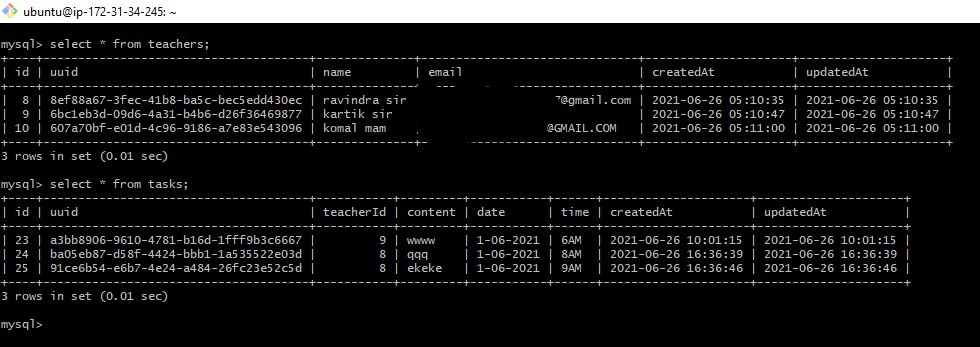 ubuntu@ip-172-31-34-245: ~
mysql> select * from teachers;
| id | uuid | name | email | createdAt | updatedAt |
| 8 | 8ef88a67-3fec-41b8-ba5c-bec5edd430ec | ravindra sir 7@gmail.com | 2021-06-26 05:10:35 | 2021-06-26 05:10:35 |
| 9 | 6bc1eb3d-09d6-4a31-b4b6-d26f36469877 | kartik sir | 2021-06-26 05:10:47 | 2021-06-26 05:10:47 |
| 10 | 607a70bf-e01d-4c96-9186-a7e83e543096 | komal mam @GMAIL.COM | 2021-06-26 05:11:00 | 2021-06-26 05:11:00 |
3 rows in set (0.01 sec)
mysql> select * from tasks;
| id | uuid | teacherId | content | date | time | createdAt | updatedAt |
| 23 | a3bb8906-9610-4781-b16d-1fff9b3c6667 | 9 | wwww | 1-06-2021 | 6AM | 2021-06-26 10:01:15 | 2021-06-26 10:01:15 |
| 24 | ba05eb87-d58f-4424-bbb1-1a535522e03d | 8 | qqq | 1-06-2021 | 8AM | 2021-06-26 16:36:39 | 2021-06-26 16:36:39 |
| 25 | 91ce6b54-e6b7-4e24-a484-26fc23e52c5d | 8 | ekeke | 1-06-2021 | 9AM | 2021-06-26 16:36:46 | 2021-06-26 16:36:46 |
3 rows in set (0.01 sec)
mysql>